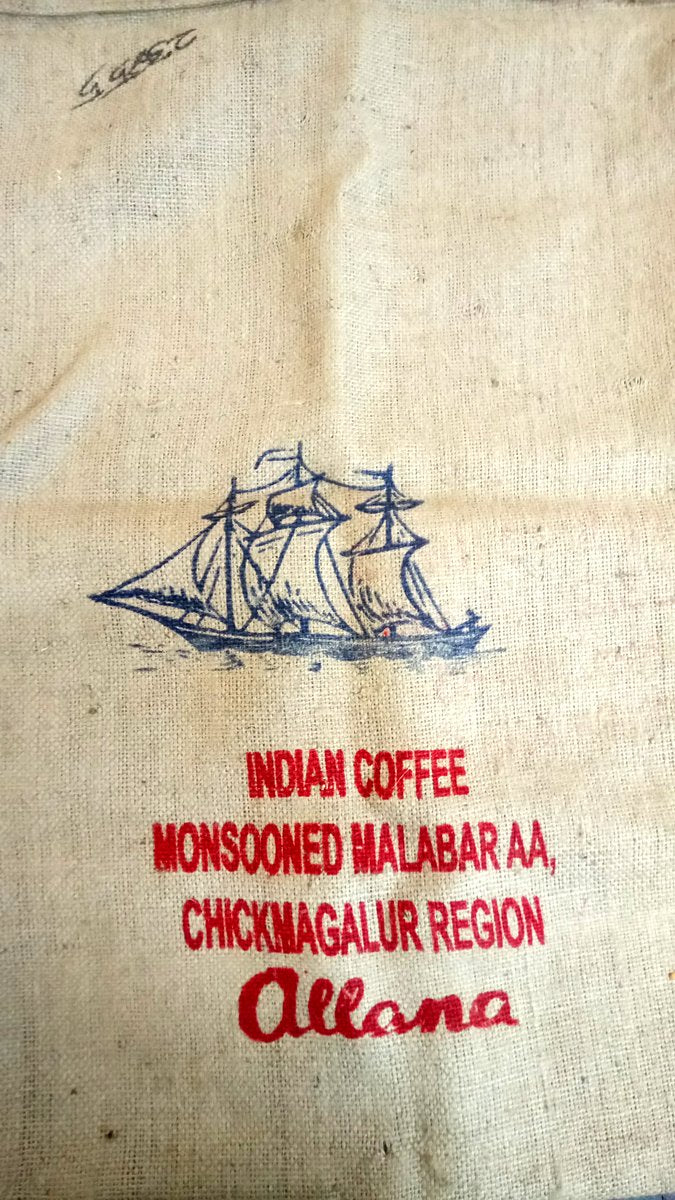 INDIAN COFFEE
MONSOONED MALABAR AA,
CHICKMAGALUR REGION
Allana